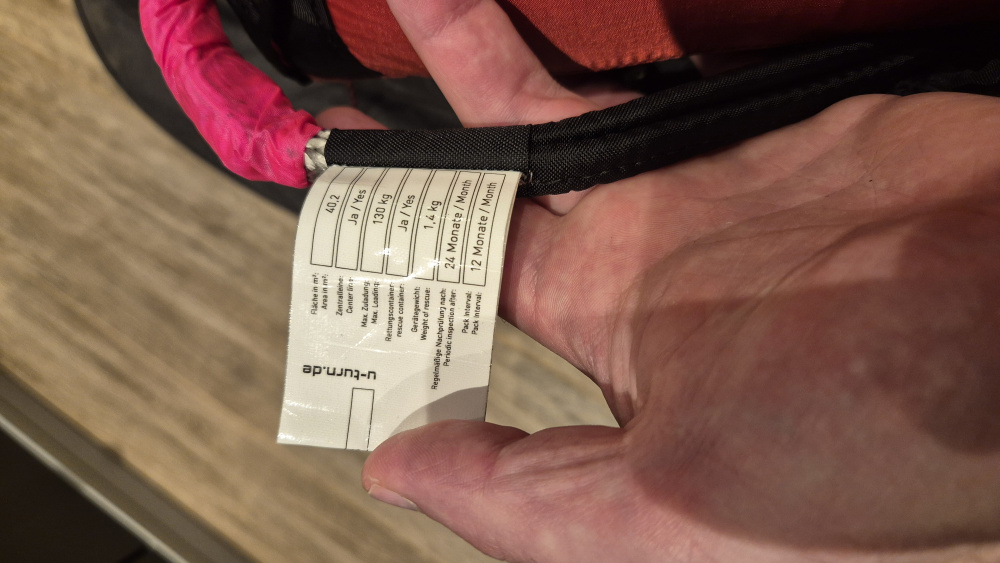 Fläche in m²:
Area in m²:
40,2
Zentralleine:
Center line:
Ja / Yes
Max. Zuladung:
Max. Loading:
130 kg
Rettungscontainer:
rescue container:
Ja / Yes
Gerätegewicht:
Weight of rescue:
1,4 kg
Regelmäßige Nachprüfung nach:
Periodic inspection after:
24 Monate / Month
Pack Interval:
Pack Interval:
12 Monate / Month
u-turn.de